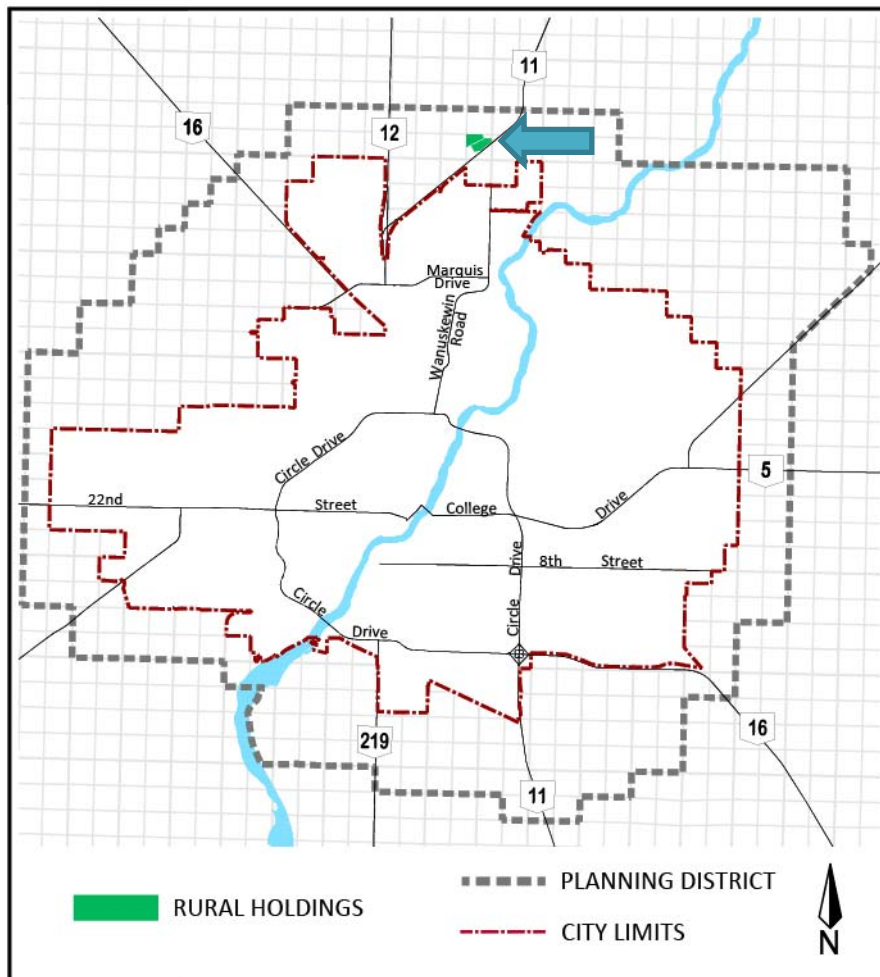 11
16
12
Marquis
Drive
Wanuskewin
Road
Circle Drive
5
22nd
Street
College
Drive
Drive
8th
Street
Circle
Circle
Drive
219
16
11
RURAL HOLDINGS
PLANNING DISTRICT
CITY LIMITS
N